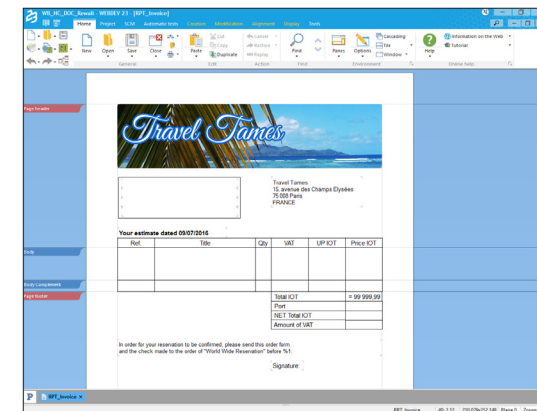 WB_HC_DOC_Revali - WEBDEV 23 - [RPT_Invoice]
Home Project SCM Automated tests Creation Modification Alignment Display Tools
New Open Save Close
Paste Cut Copy Duplicate
Cancel Restore Replay
Find
Panes Options
Cascading
Tile
Window
Help
Information on the Web
Tutorial
General Edit Action Find Environment Online help
Page header
Travel Tames
Travel Tames
15, avenue des Champs Elysées
75 008 Paris
FRANCE
Your estimate dated 09/07/2016
Ref. Title Qty VAT UP IOT Price IOT
Body
Body Complement
Page footer
Total IOT = 99 999,99
Port
NET Total IOT
Amount of VAT
In order for your reservation to be confirmed, please send this order form
and the check made to the order of "World Wide Reservation" before %1.
Signature:
P RPT_Invoice ×
RPT_Invoice